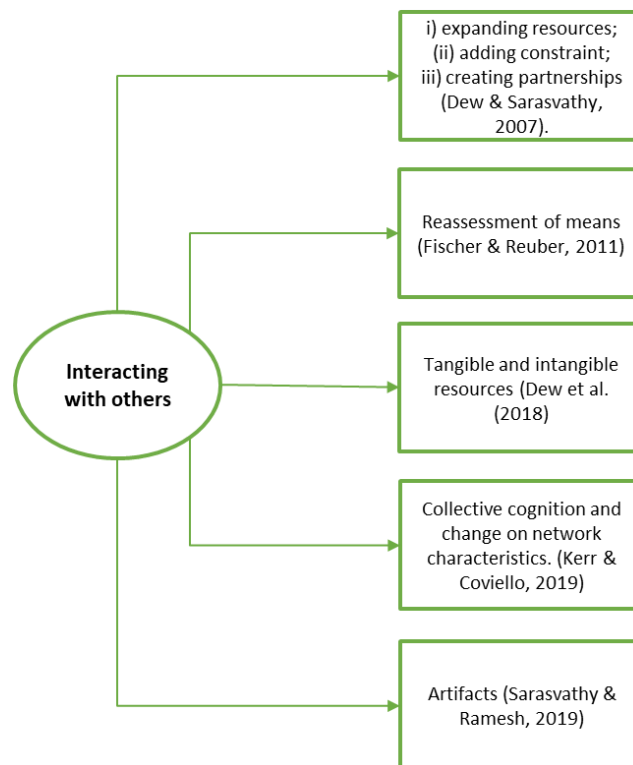 i) expanding resources;
(ii) adding constraint;
iii) creating partnerships
(Dew & Sarasvathy,
2007).
Reassessment of means
(Fischer & Reuber, 2011)
Interacting
with others
Tangible and intangible
resources (Dew et al.
(2018)
Collective cognition and
change on network
characteristics. (Kerr &
Coviello, 2019)
Artifacts (Sarasvathy &
Ramesh, 2019)